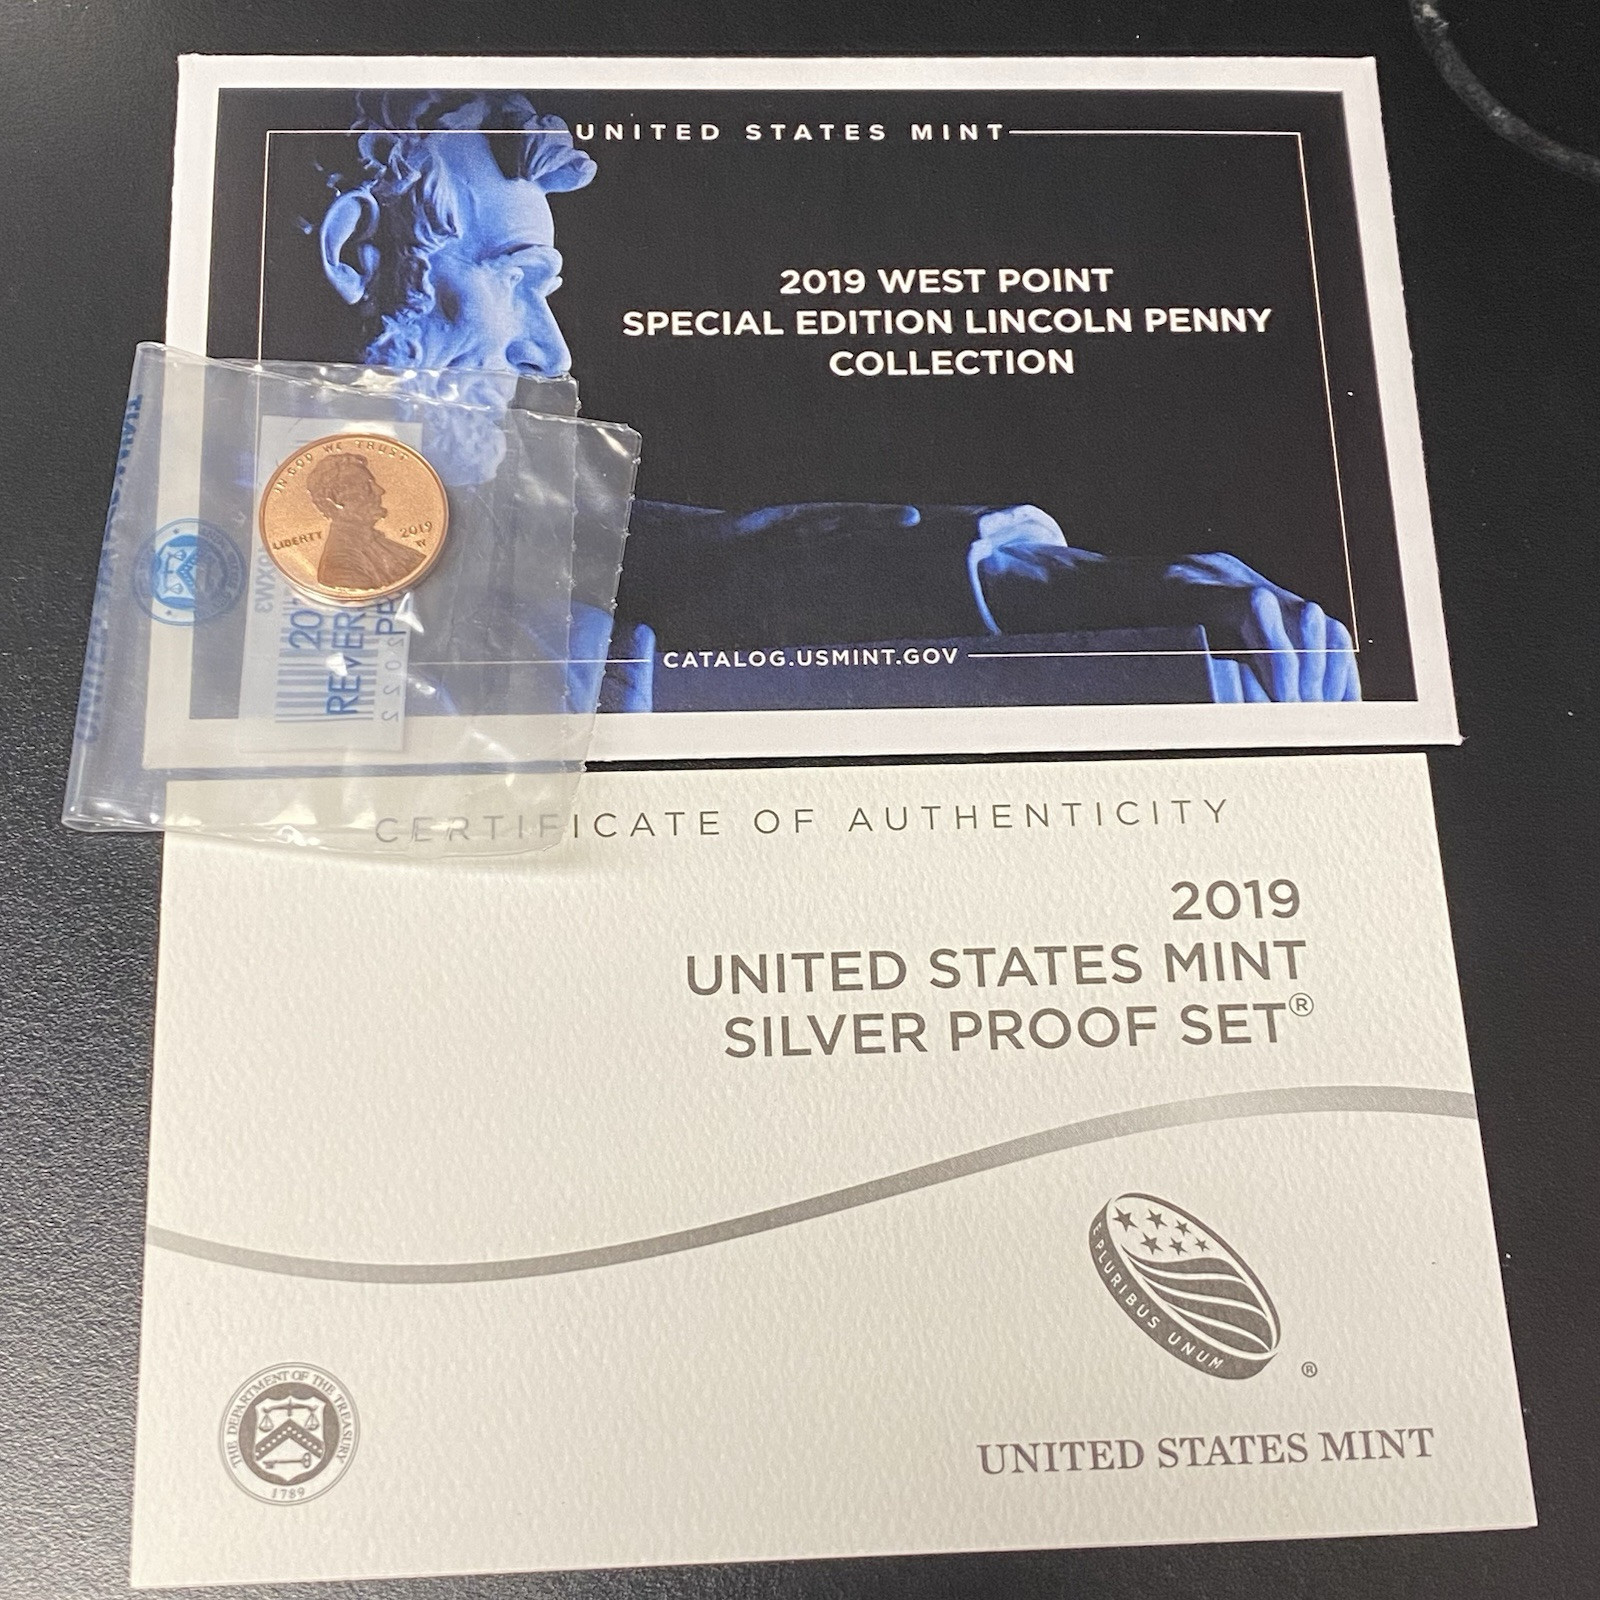 UNITED STATES MINT
2019 WEST POINT
SPECIAL EDITION LINCOLN PENNY
COLLECTION
IN GOD WE TRUST
LIBERTY
2019
W
CATALOG.USMINT.GOV
CERTIFICATE OF AUTHENTICITY
2019
UNITED STATES MINT
SILVER PROOF SET®
E PLURIBUS UNUM
®
THE DEPARTMENT OF THE TREASURY
1789
UNITED STATES MINT